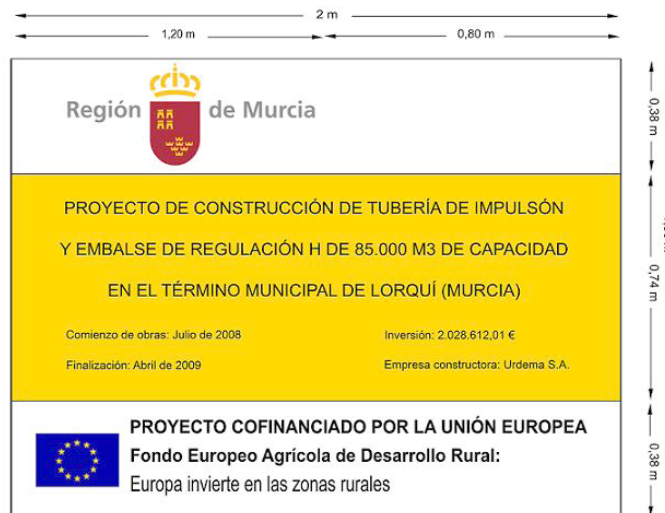 2 m
1,20 m
0,80 m
Región de Murcia
0,38 m
PROYECTO DE CONSTRUCCIÓN DE TUBERÍA DE IMPULSÓN
Y EMBALSE DE REGULACIÓN H DE 85.000 M3 DE CAPACIDAD
EN EL TÉRMINO MUNICIPAL DE LORQUÍ (MURCIA)
0,74 m
Comienzo de obras: Julio de 2008
Inversión: 2.028.612,01 €
Finalización: Abril de 2009
Empresa constructora: Urdema S.A.
PROYECTO COFINANCIADO POR LA UNIÓN EUROPEA
Fondo Europeo Agrícola de Desarrollo Rural:
Europa invierte en las zonas rurales
0,38 m